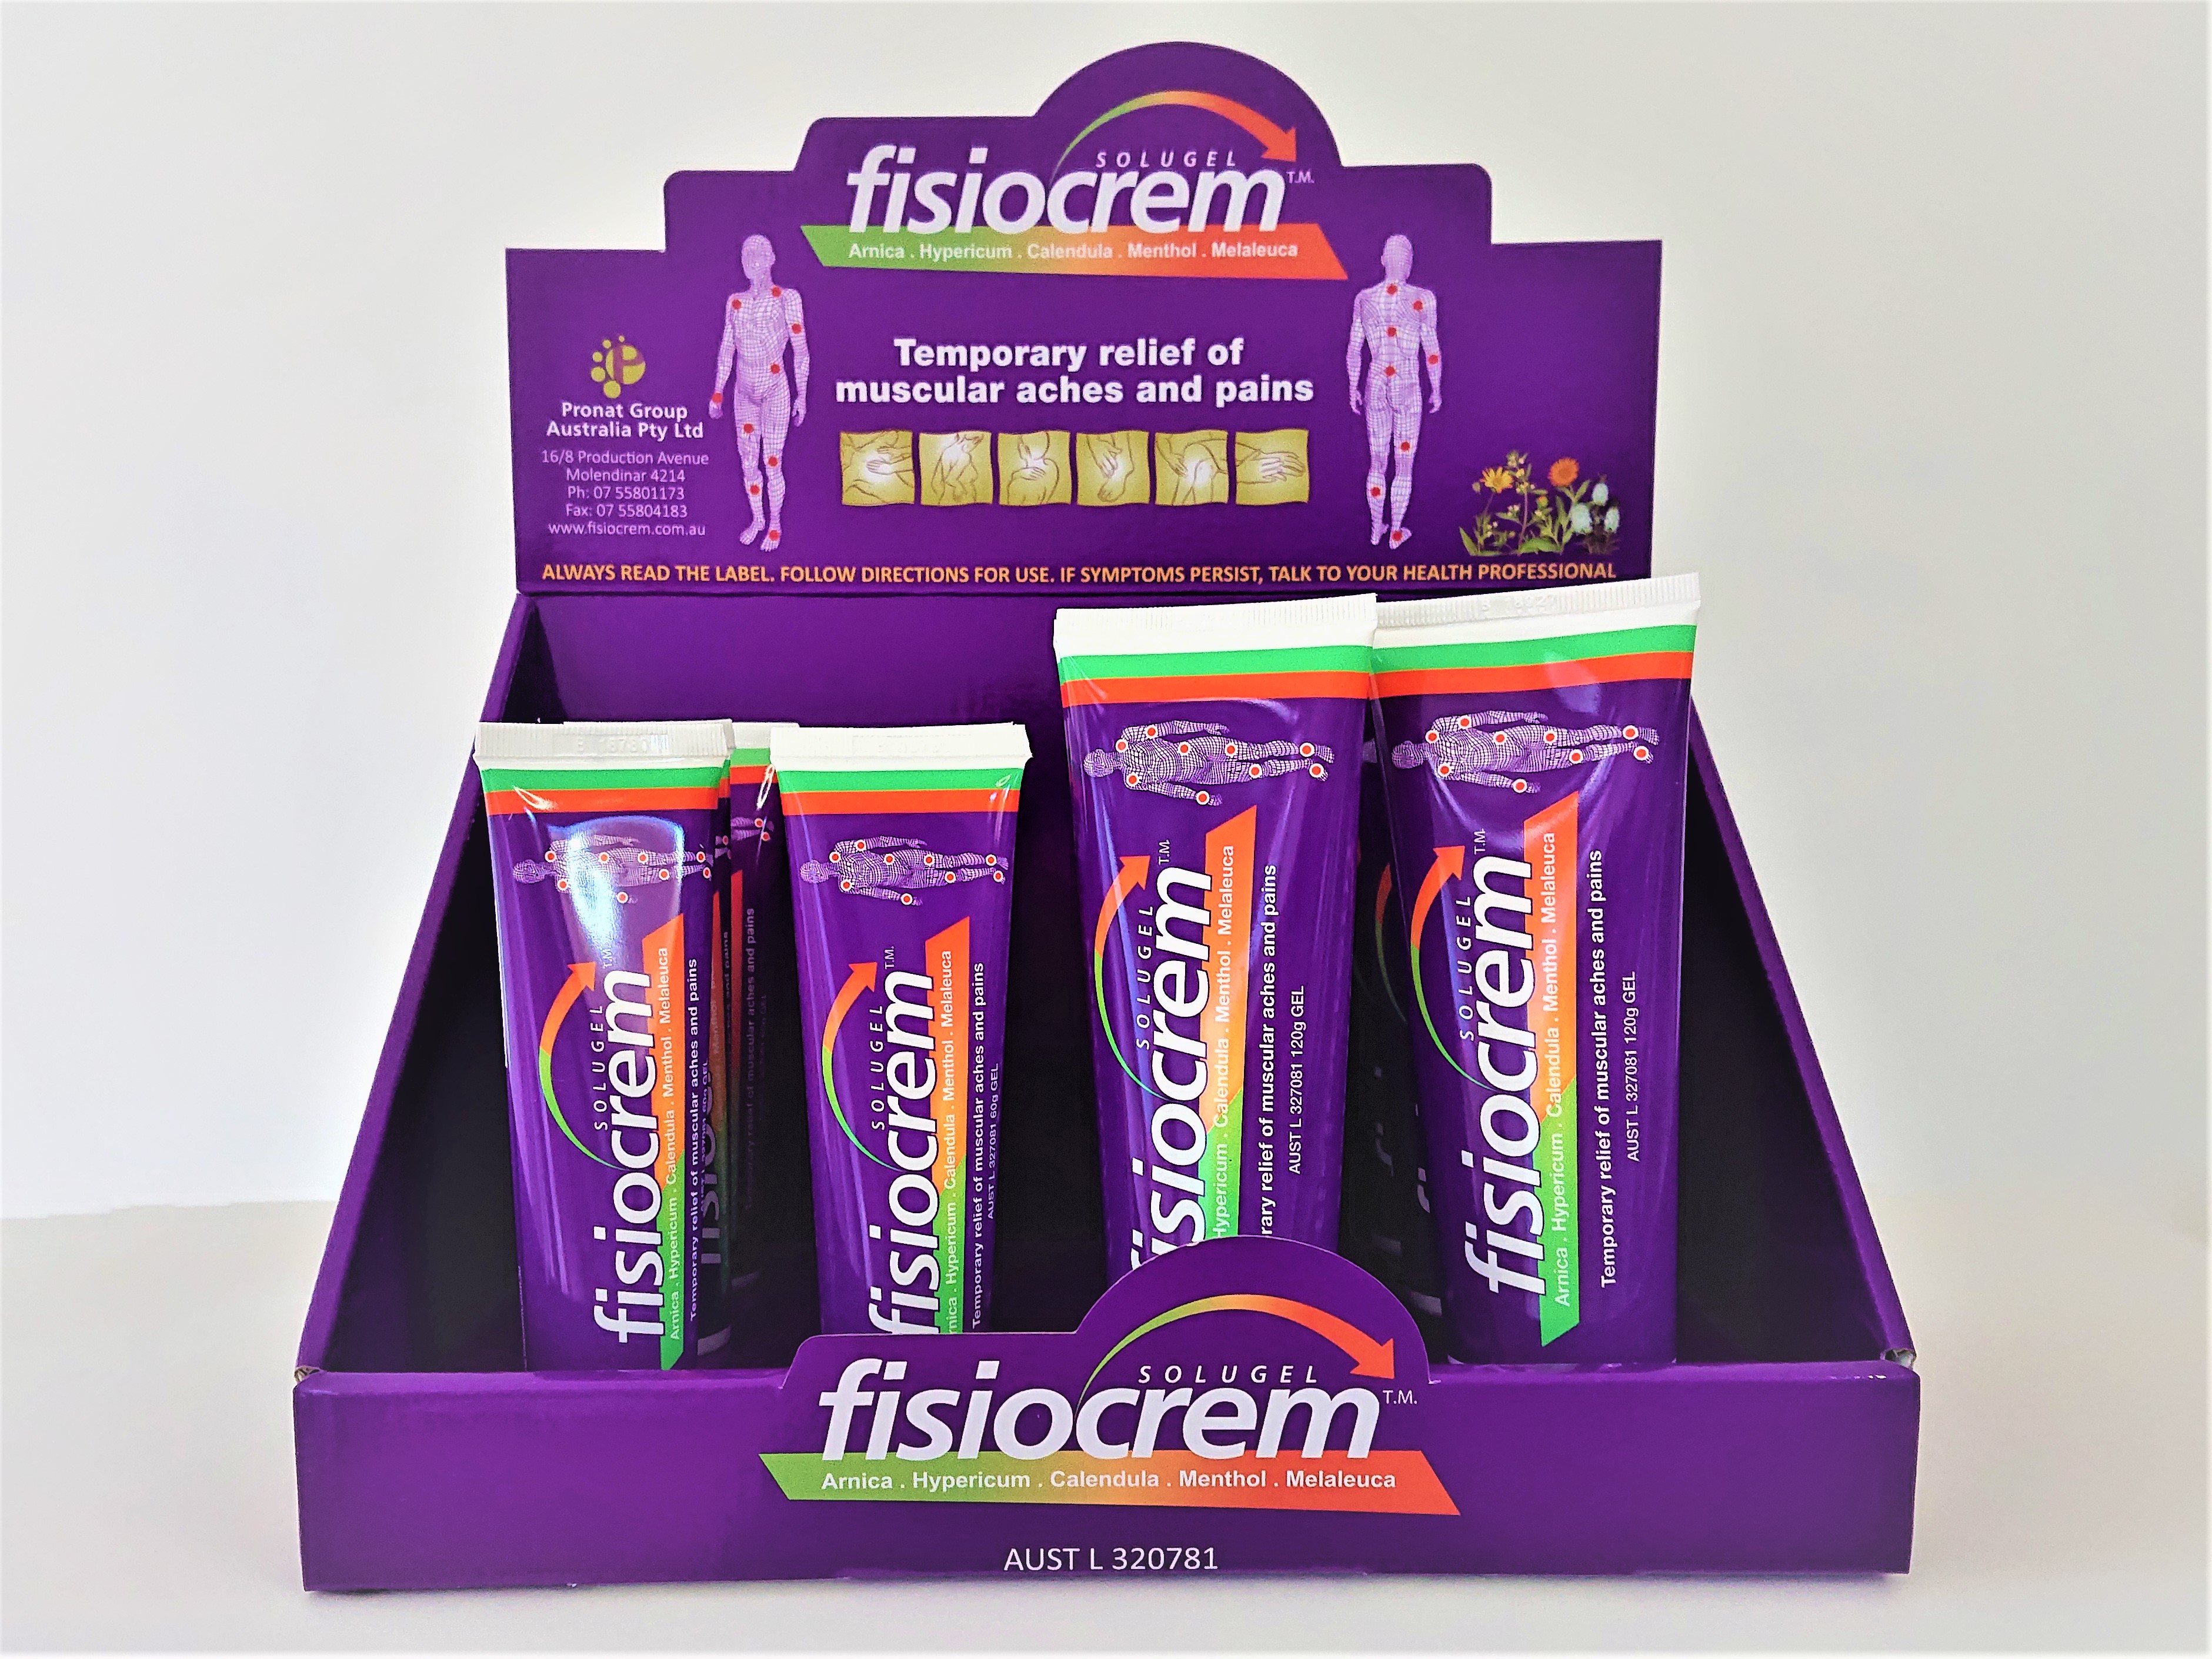 SOLUGEL
fisiocrem T.M.
Arnica . Hypericum . Calendula . Menthol . Melaleuca
Temporary relief of
muscular aches and pains
Pronat Group
Australia Pty Ltd
16/8 Production Avenue
Molendinar 4214
Ph: 07 55801173
Fax: 07 55804183
www.fisiocrem.com.au
ALWAYS READ THE LABEL. FOLLOW DIRECTIONS FOR USE. IF SYMPTOMS PERSIST, TALK TO YOUR HEALTH PROFESSIONAL
SOLUGEL
fisiocrem T.M.
Arnica . Hypericum . Calendula . Menthol . Melaleuca
Temporary relief of muscular aches and pains
SOLUGEL
fisiocrem T.M.
Calendula . Menthol . Melaleuca
Hypericum .
Temporary relief of muscular aches and pains
AUST L 327081 60g GEL
SOLUGEL
fisiocrem T.M.
Hypericum . Calendula . Menthol . Melaleuca
relief of muscular aches and pains
AUST L 327081 120g GEL
SOLUGEL
fisiocrem T.M.
Arnica . Hypericum . Calendula . Menthol . Melaleuca
Temporary relief of muscular aches and pains
AUST L 327081 120g GEL
SOLUGEL
fisiocrem T.M.
Arnica . Hypericum . Calendula . Menthol . Melaleuca
AUST L 320781